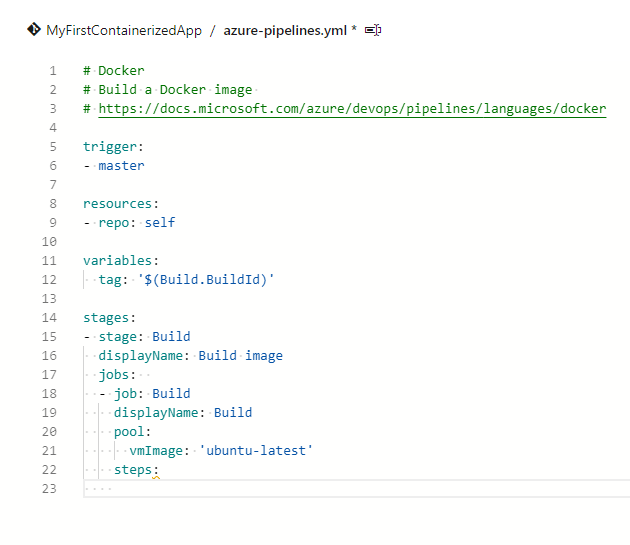 MyFirstContainerizedApp / azure-pipelines.yml *
1 # Docker
2 # Build a Docker image
3 # https://docs.microsoft.com/azure/devops/pipelines/languages/docker
4
5 trigger:
6 - master
7
8 resources:
9 - repo: self
10
11 variables:
12   tag: '$(Build.BuildId)'
13
14 stages:
15 - stage: Build
16   displayName: Build image
17   jobs:
18   - job: Build
19     displayName: Build
20     pool:
21       vmImage: 'ubuntu-latest'
22     steps:
23